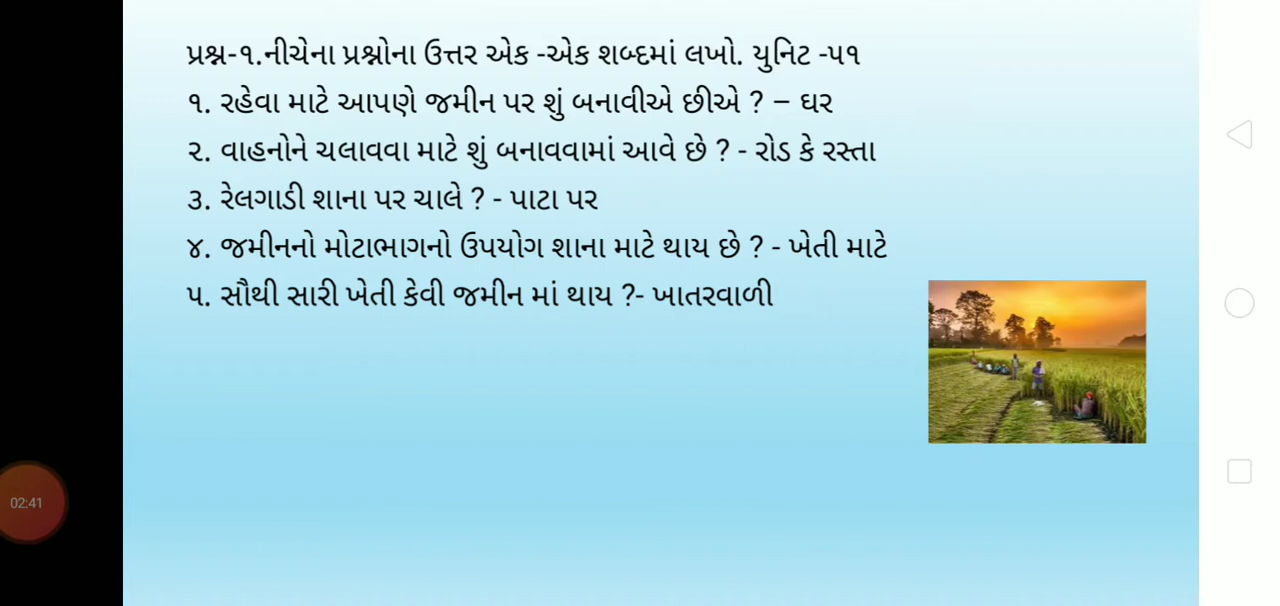 પ્રશ્ન-૧.નીચેના પ્રશ્નોના ઉત્તર એક -એક શબ્દમાં લખો. યુનિટ -૫૧
૧. રહેવા માટે આપણે જમીન પર શું બનાવીએ છીએ ? – ઘર
૨. વાહનોને ચલાવવા માટે શું બનાવવામાં આવે છે ? - રોડ કે રસ્તા
૩. રેલગાડી શાના પર ચાલે ? - પાટા પર
૪. જમીનનો મોટાભાગનો ઉપયોગ શાના માટે થાય છે ? - ખેતી માટે
૫. સૌથી સારી ખેતી કેવી જમીન માં થાય ?- ખાતરવાળી
02:41